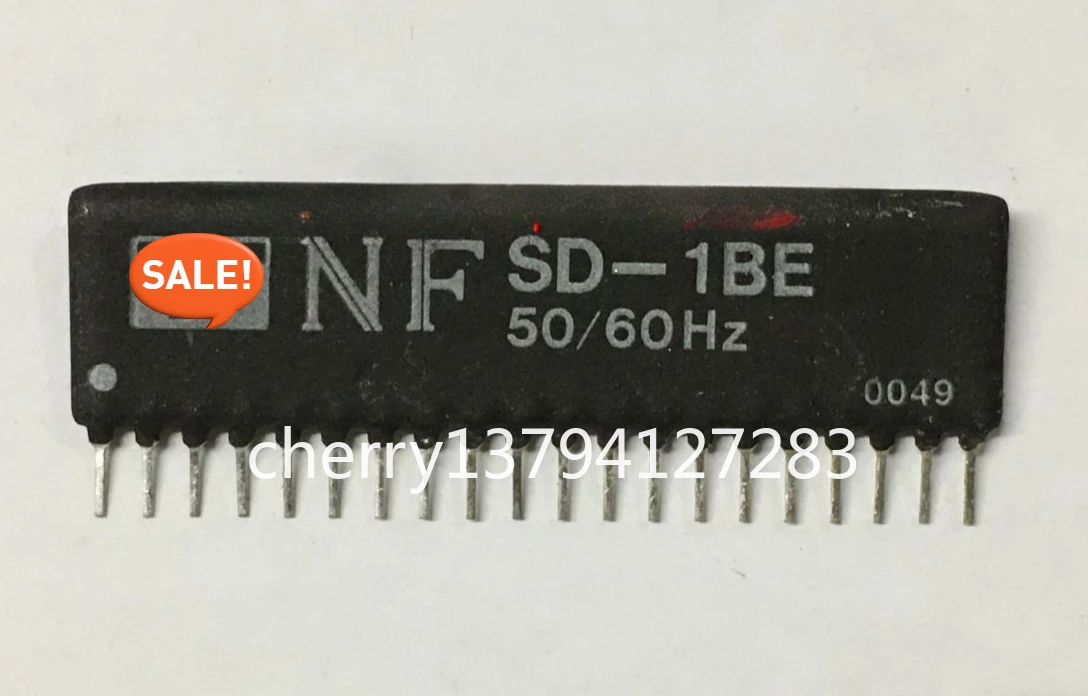 SALE!
NF SD-1BE
50/60Hz
0049
cherry13794127283